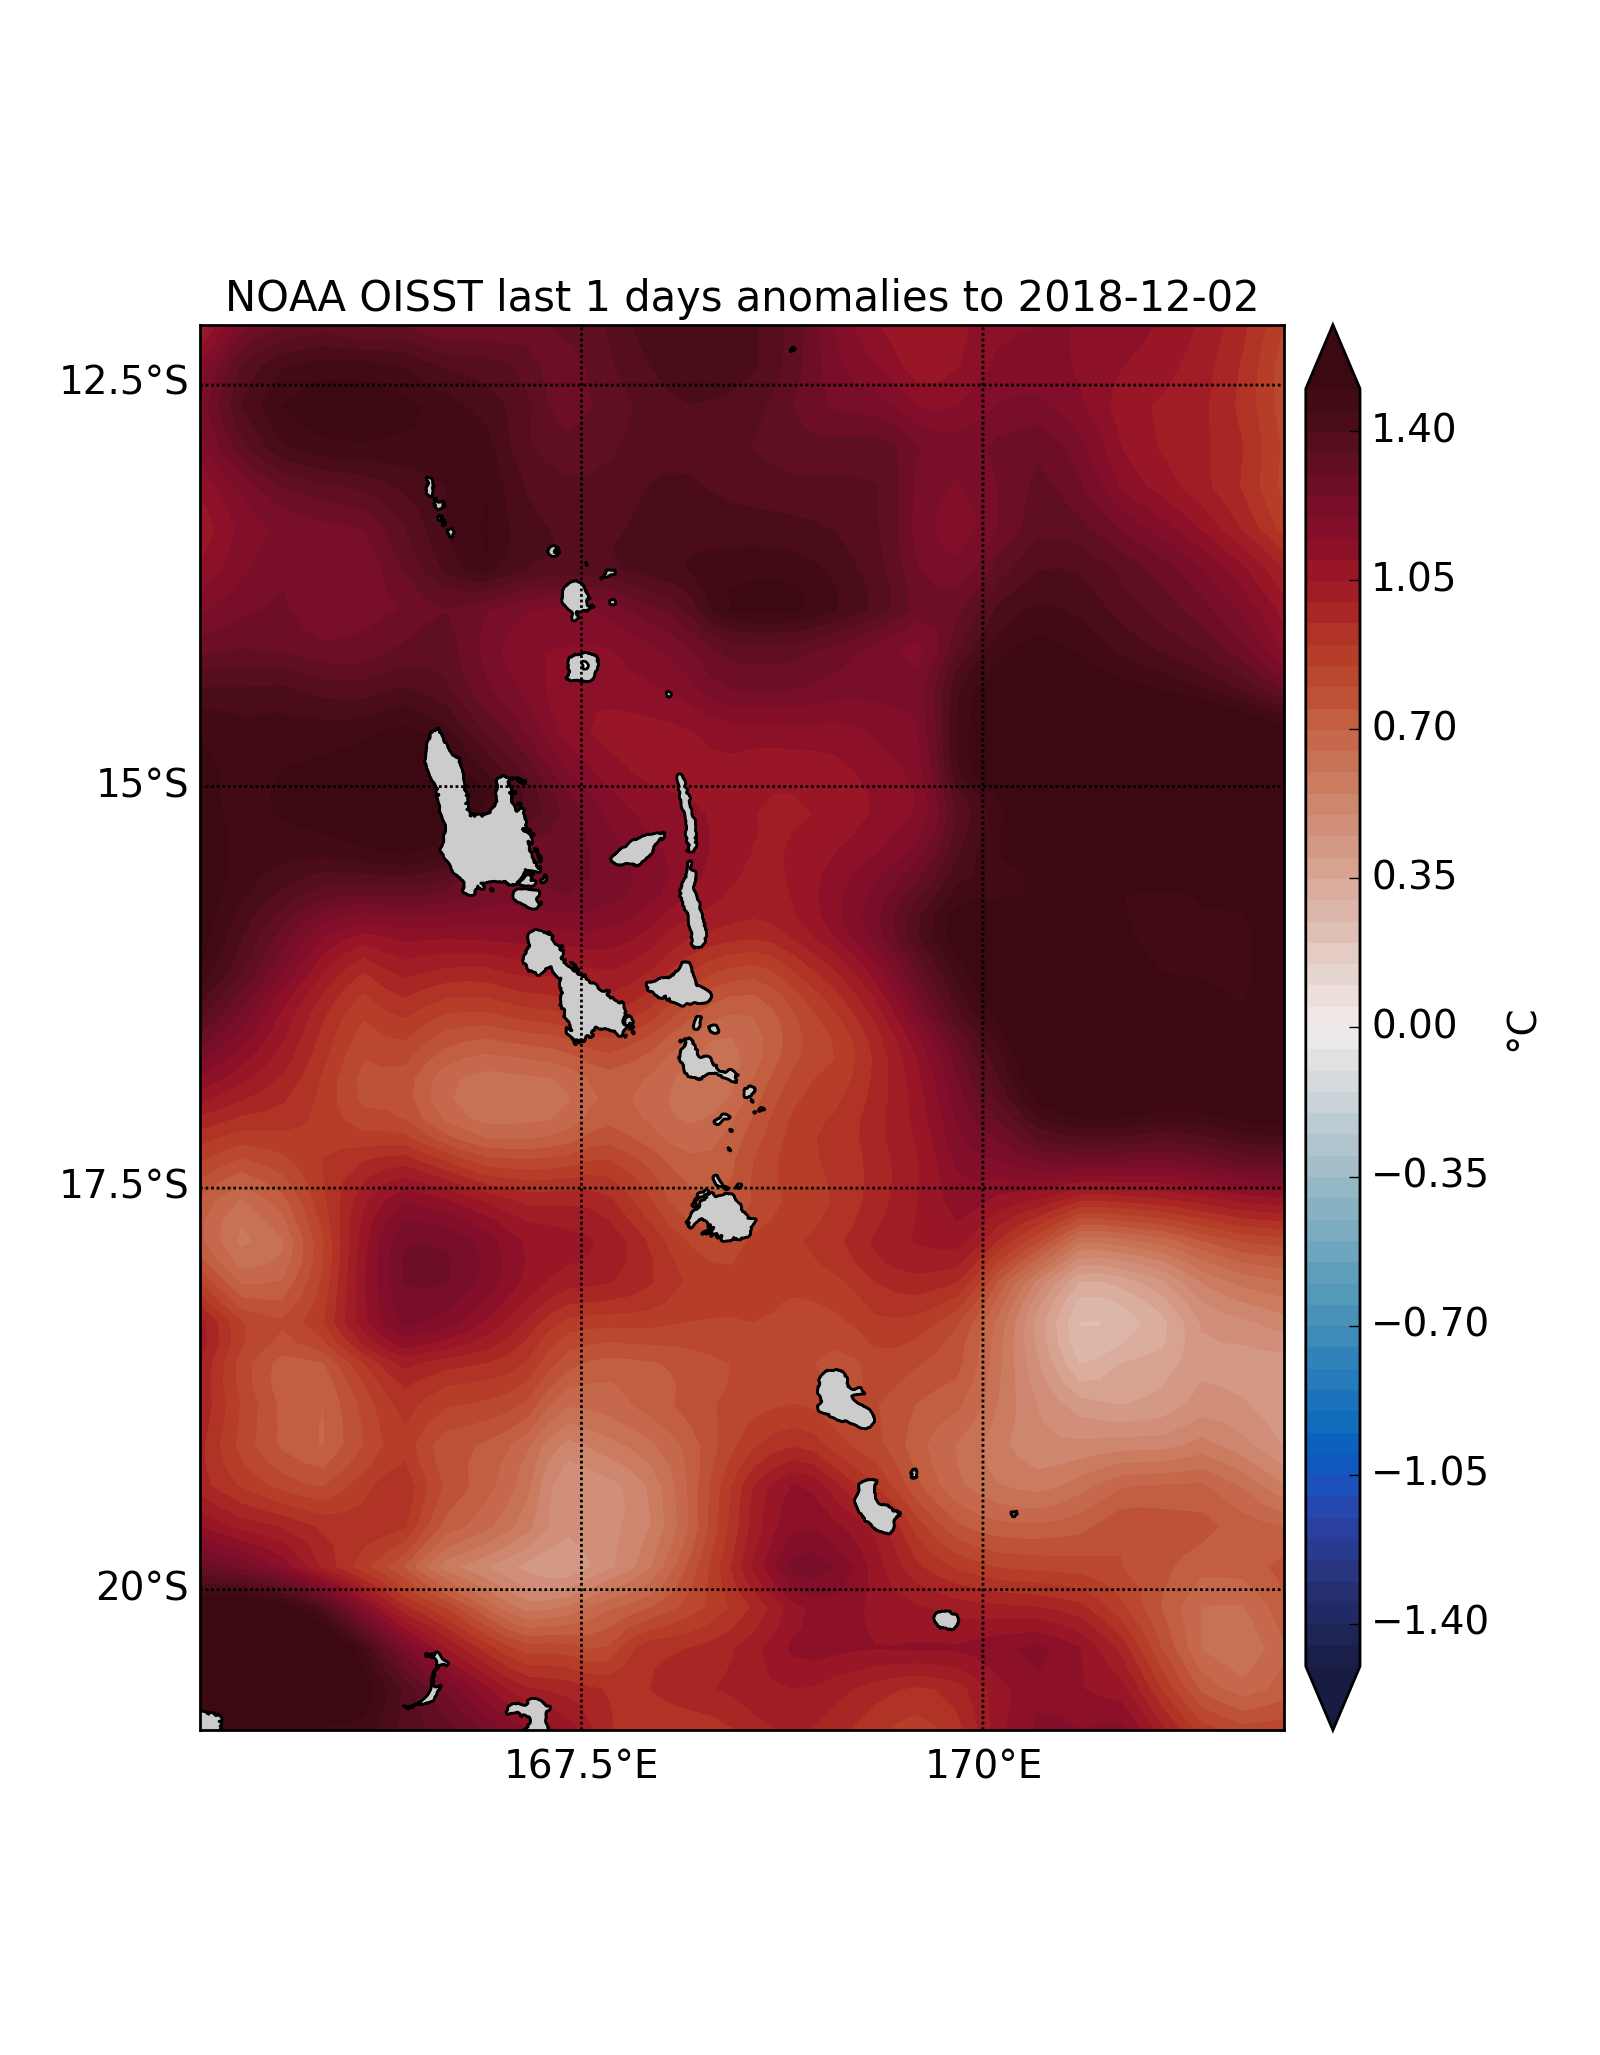 NOAA OISST last 1 days anomalies to 2018-12-02
12.5°S
15°S
17.5°S
20°S
167.5°E
170°E
1.40
1.05
0.70
0.35
0.00
−0.35
−0.70
−1.05
−1.40
°C